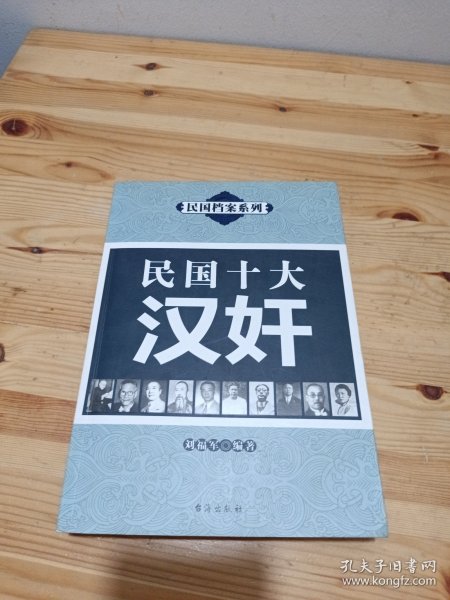 民国档案系列
民国十大
汉奸
刘福军 编著
台海出版社
孔夫子旧书网
www.kongfz.com